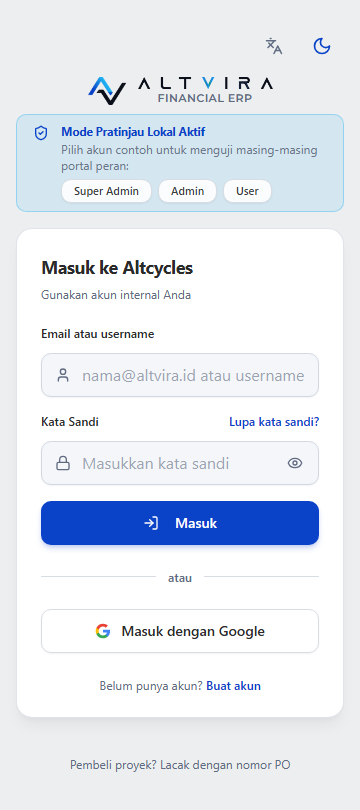 ALTVIRA
FINANCIAL ERP
Mode Pratinjau Lokal Aktif
Pilih akun contoh untuk menguji masing-masing
portal peran:
Super Admin Admin User
Masuk ke Altcycles
Gunakan akun internal Anda
Email atau username
nama@altvira.id atau username
Kata Sandi Lupa kata sandi?
Masukkan kata sandi
Masuk
atau
Masuk dengan Google
Belum punya akun? Buat akun
Pembeli proyek? Lacak dengan nomor PO